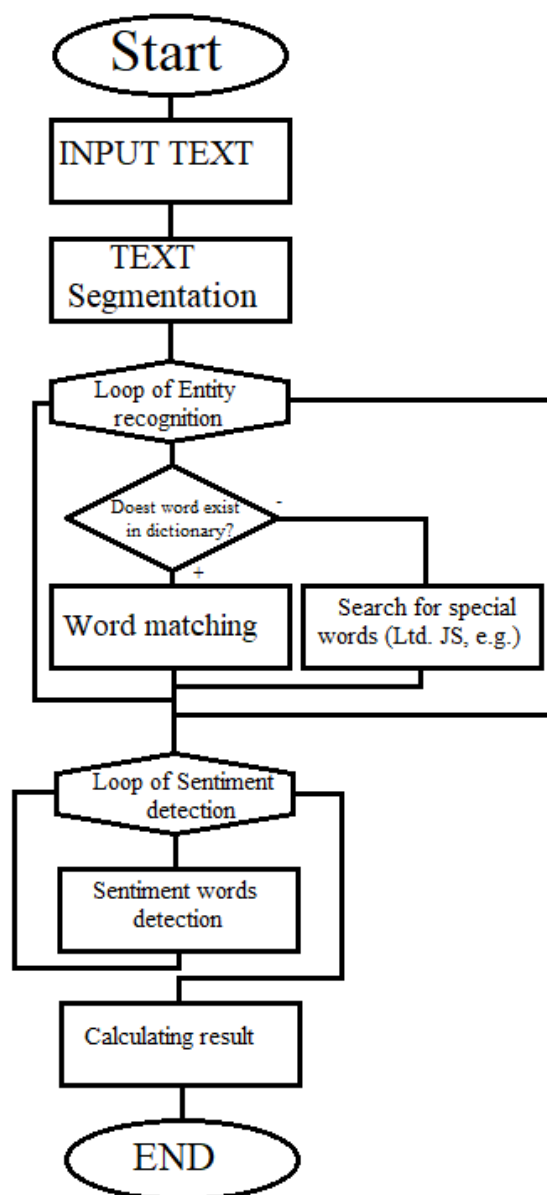 Start
INPUT TEXT
TEXT
Segmentation
Loop of Entity
recognition
Doest word exist
in dictionary?
-
+
Word matching
Search for special
words (Ltd. JS, e.g.)
Loop of Sentiment
detection
Sentiment words
detection
Calculating result
END